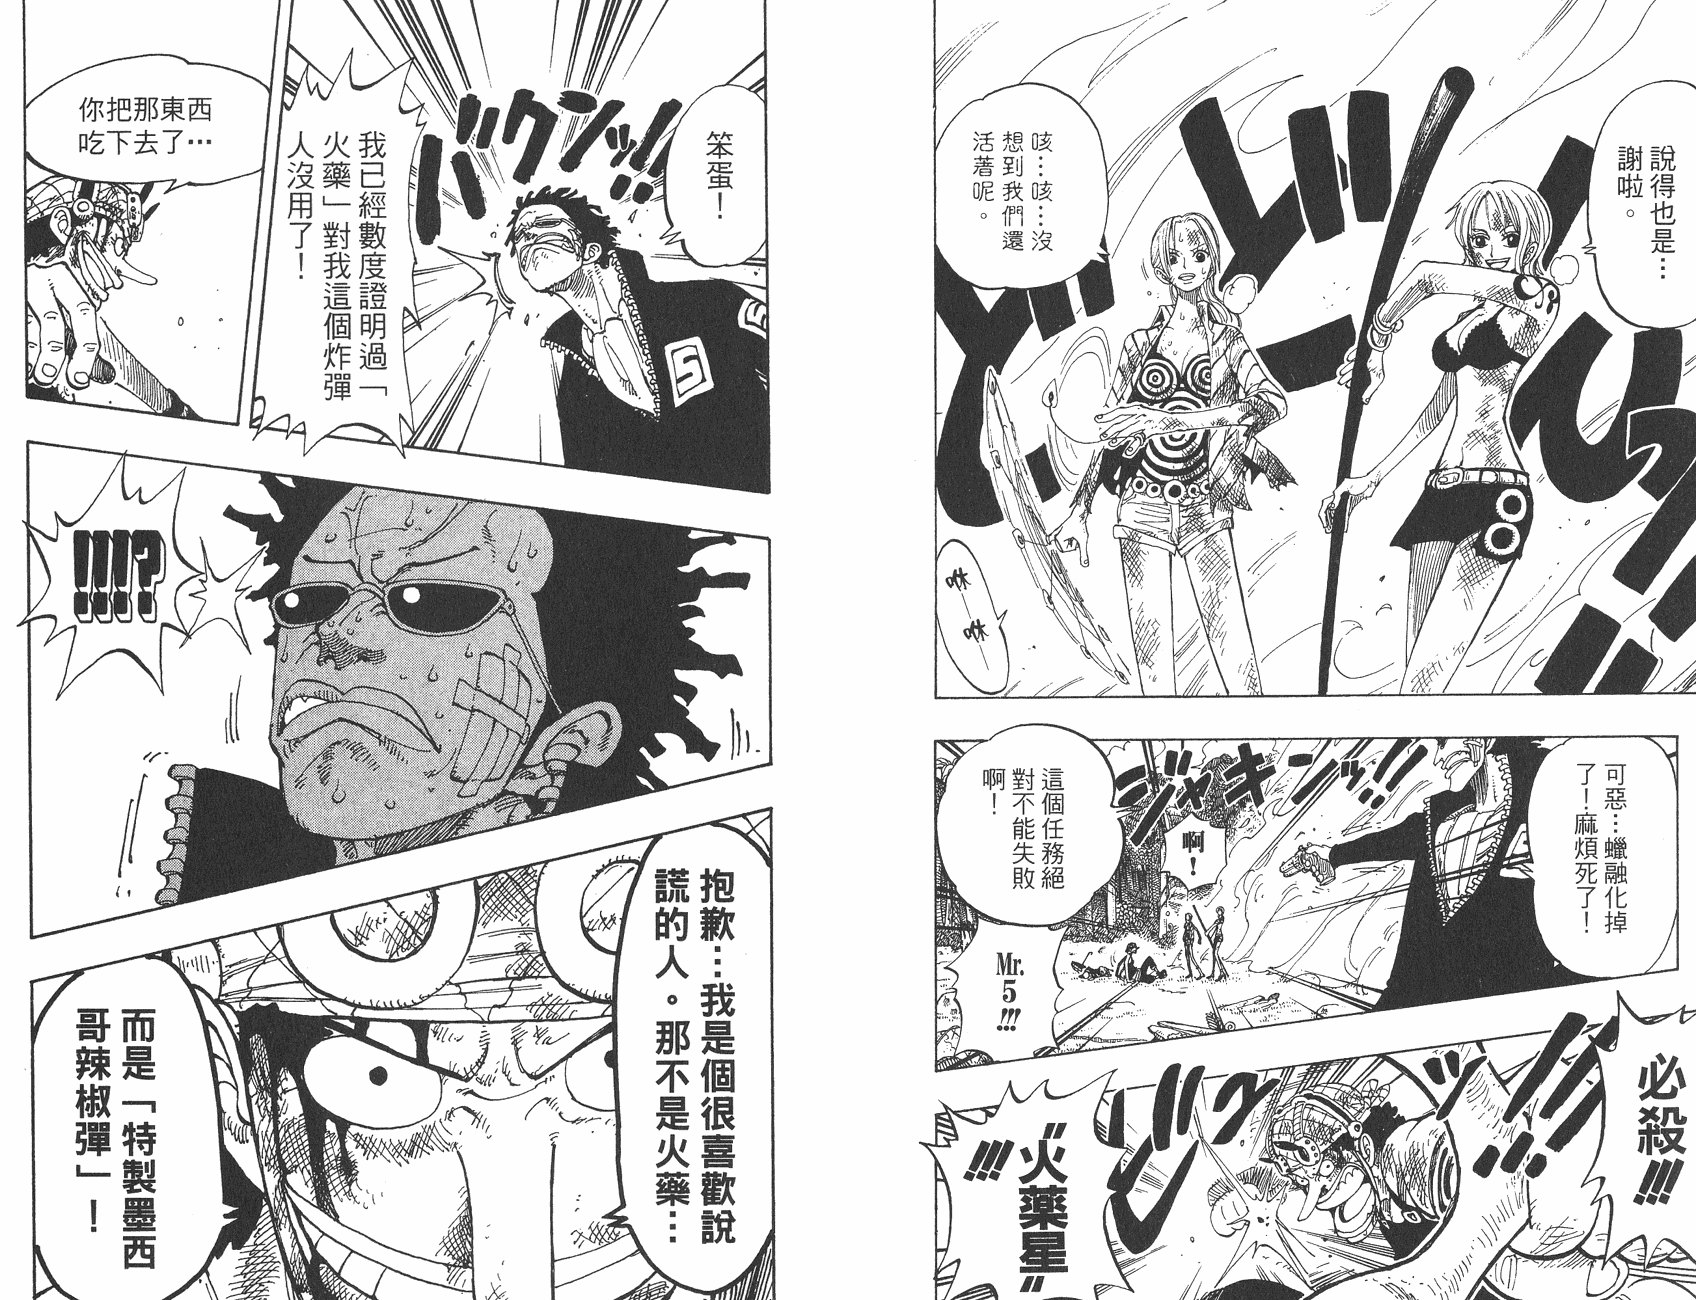 說得也是…
謝啦。
咳…咳…沒
想到我們還
活著呢。
ドドーーン!!
咻—
咻—
可惡…蠟融化掉
了！麻煩死了！
ジャキーンッ!!
啊！
這個任務絕
對不能失敗
啊！
Mr.
5
!!!
必殺!!!
“火藥星”
!!!
笨蛋！
バクンッ!!
我已經數度證明過「
火藥」對我這個炸彈
人沒用了！
你把那東西
吃下去了…
!!!!?
抱歉…我是個很喜歡說
謊的人。那不是火藥…
而是「特製墨西
哥辣椒彈」！